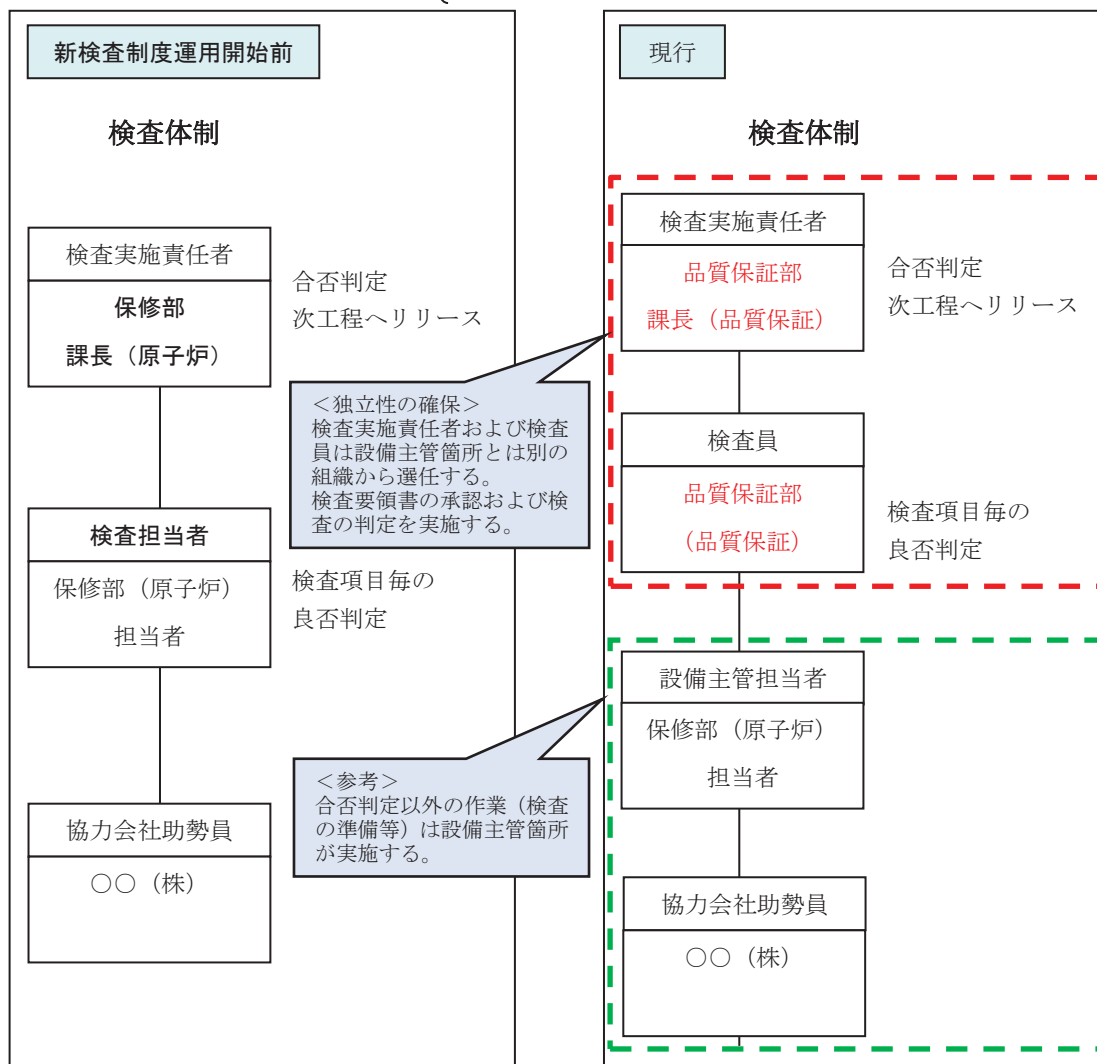 新検査制度運用開始前
検査体制
検査実施責任者
保修部
課長（原子炉）
合否判定
次工程へリリース
検査担当者
保修部（原子炉）
担当者
検査項目毎の
良否判定
協力会社助勢員
○○（株）
＜独立性の確保＞
検査実施責任者および検査
員は設備主管箇所とは別の
組織から選任する。
検査要領書の承認および検
査の判定を実施する。
＜参考＞
合否判定以外の作業（検査
の準備等）は設備主管箇所
が実施する。
現行
検査体制
検査実施責任者
品質保証部
課長（品質保証）
合否判定
次工程へリリース
検査員
品質保証部
（品質保証）
検査項目毎の
良否判定
設備主管担当者
保修部（原子炉）
担当者
協力会社助勢員
○○（株）